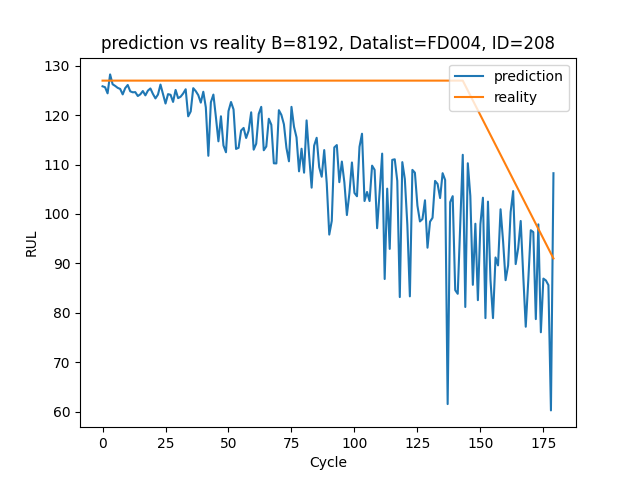 prediction vs reality B=8192, Datalist=FD004, ID=208
prediction
reality
RUL
130
120
110
100
90
80
70
60
0 25 50 75 100 125 150 175
Cycle